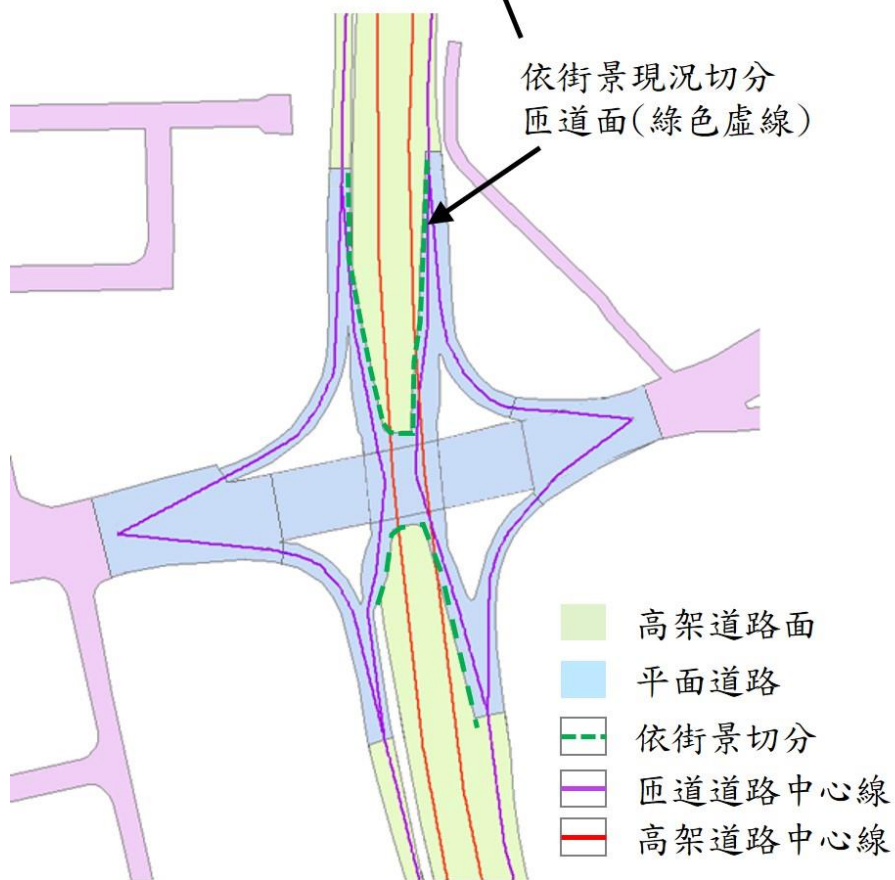 依街景現況切分
匝道面(綠色虛線)
高架道路面
平面道路
依街景切分
匝道道路中心線
高架道路中心線